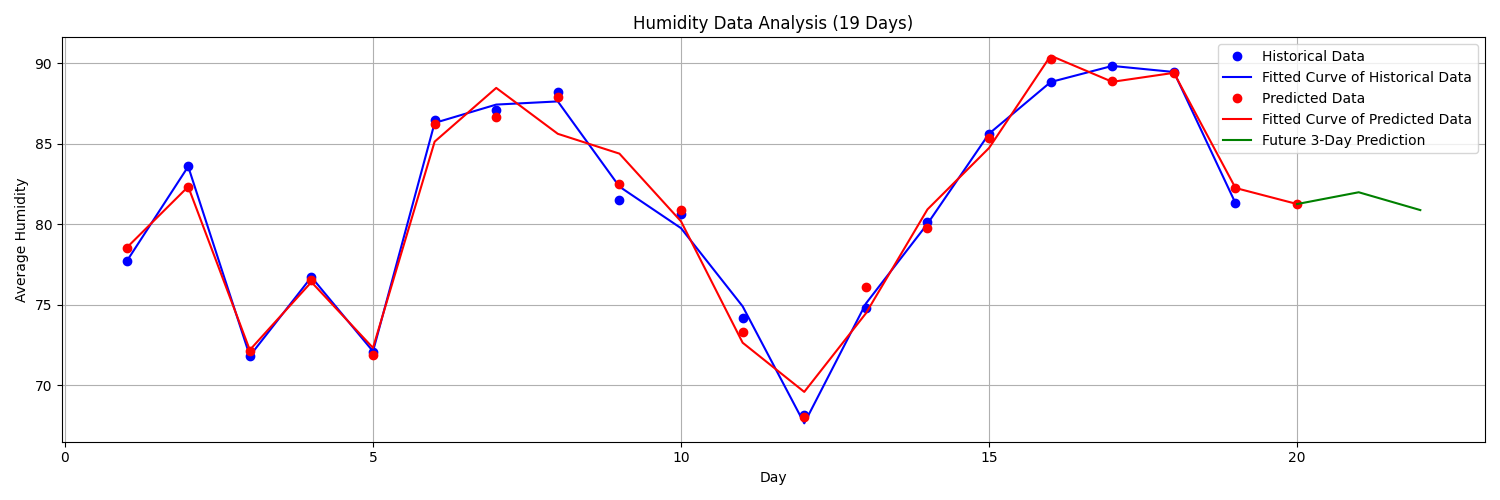 Humidity Data Analysis (19 Days)
Historical Data
Fitted Curve of Historical Data
Predicted Data
Fitted Curve of Predicted Data
Future 3-Day Prediction
Average Humidity
90
85
80
75
70
0 5 10 15 20
Day